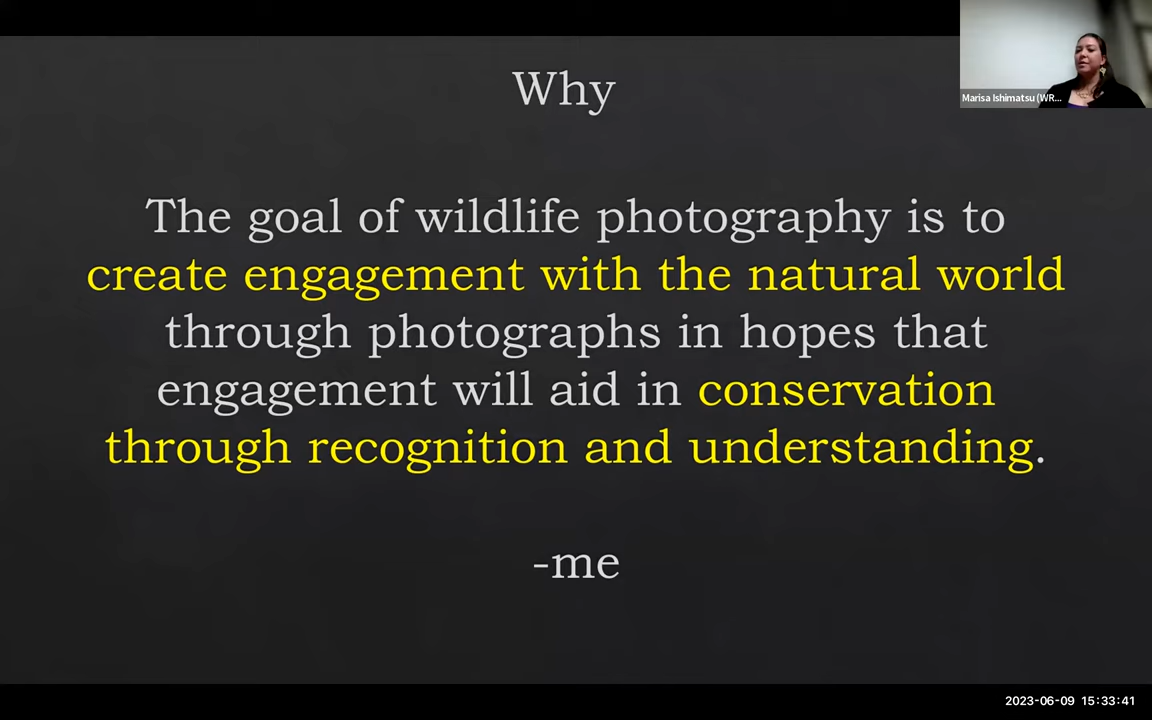 Why
The goal of wildlife photography is to
create engagement with the natural world
through photographs in hopes that
engagement will aid in conservation
through recognition and understanding.
-me
Marisa Ishimatsu (WR...
2023-06-09 15:33:41